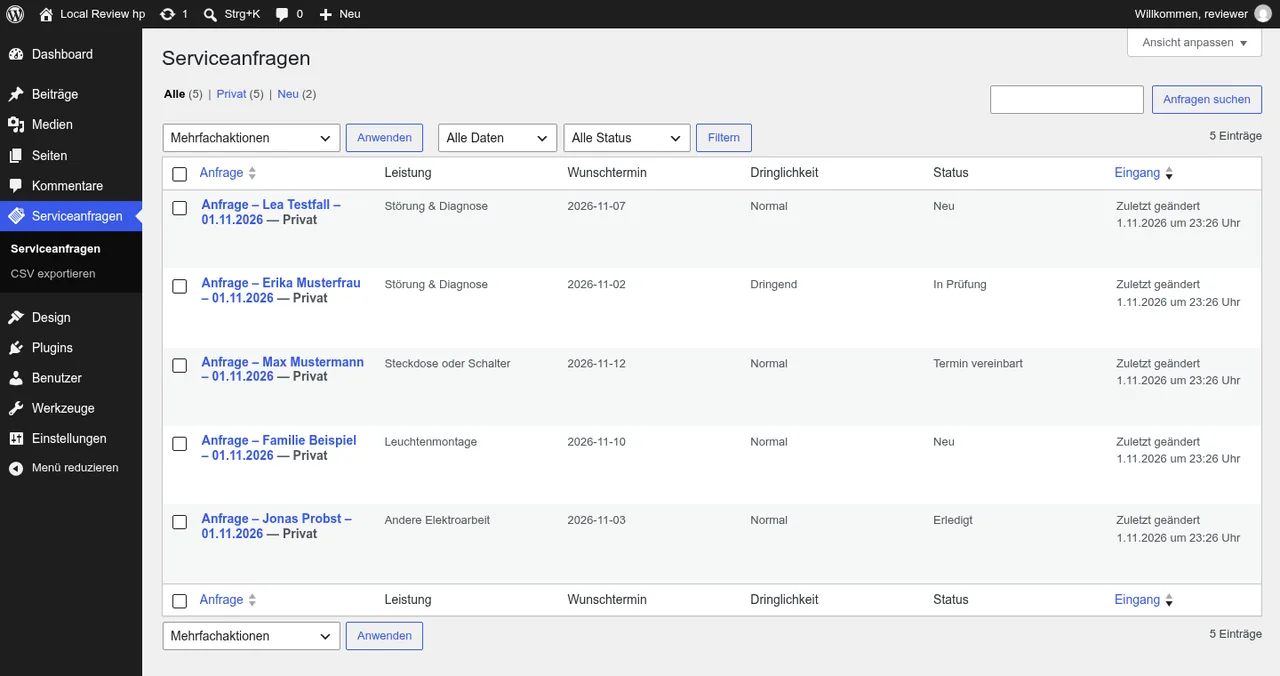 Local Review hp 1 Strg+K 0 Neu Willkommen, reviewer
Dashboard
Beiträge
Medien
Seiten
Kommentare
Serviceanfragen
Serviceanfragen
CSV exportieren
Design
Plugins
Benutzer
Werkzeuge
Einstellungen
Menü reduzieren
Ansicht anpassen
Serviceanfragen
Alle (5) | Privat (5) | Neu (2)
Anfragen suchen
Mehrfachaktionen Anwenden Alle Daten Alle Status Filtern 5 Einträge
Anfrage Leistung Wunschtermin Dringlichkeit Status Eingang
Anfrage – Lea Testfall – Störung & Diagnose 2026-11-07 Normal Neu Zuletzt geändert
01.11.2026 — Privat 1.11.2026 um 23:26 Uhr
Anfrage – Erika Musterfrau Störung & Diagnose 2026-11-02 Dringend In Prüfung Zuletzt geändert
– 01.11.2026 — Privat 1.11.2026 um 23:26 Uhr
Anfrage – Max Mustermann Steckdose oder Schalter 2026-11-12 Normal Termin vereinbart Zuletzt geändert
– 01.11.2026 — Privat 1.11.2026 um 23:26 Uhr
Anfrage – Familie Beispiel Leuchtenmontage 2026-11-10 Normal Neu Zuletzt geändert
– 01.11.2026 — Privat 1.11.2026 um 23:26 Uhr
Anfrage – Jonas Probst – Andere Elektroarbeit 2026-11-03 Normal Erledigt Zuletzt geändert
01.11.2026 — Privat 1.11.2026 um 23:26 Uhr
Anfrage Leistung Wunschtermin Dringlichkeit Status Eingang
Mehrfachaktionen Anwenden 5 Einträge